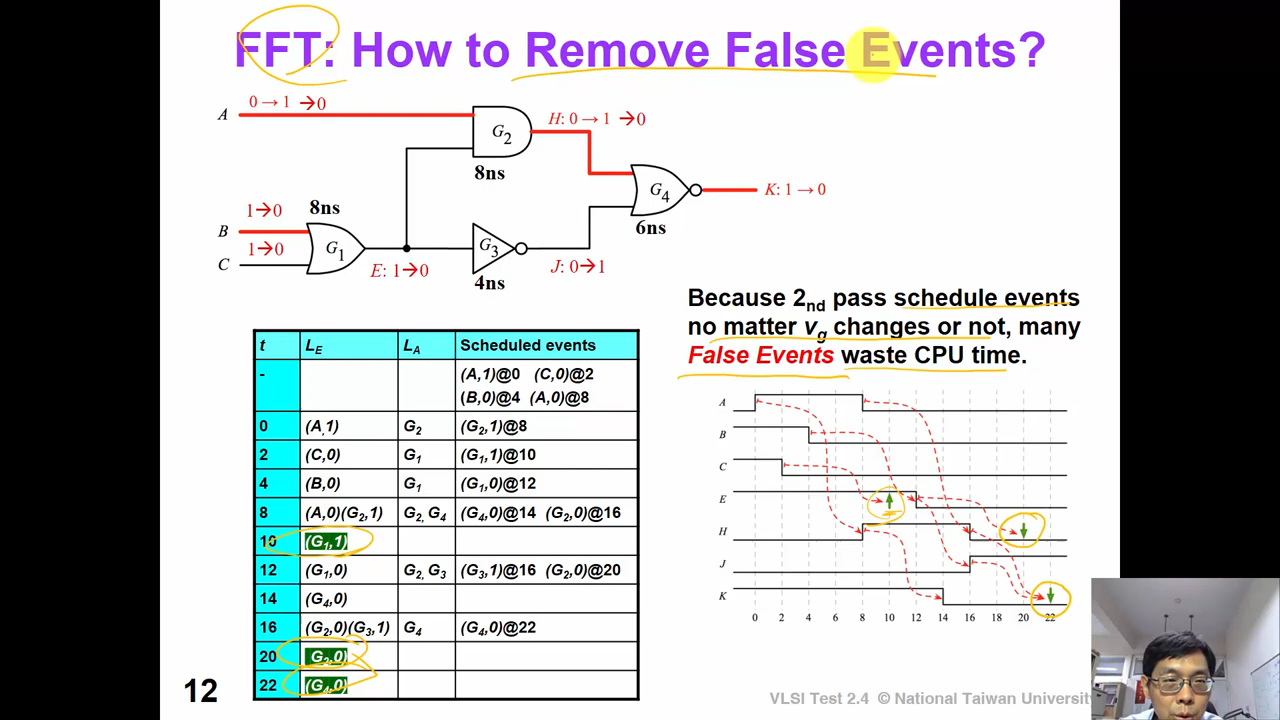 FFT: How to Remove False Events?
A 0 → 1 →0
G2
8ns
H: 0 → 1 →0
G4
6ns
K: 1 → 0
B 1→0
8ns
C 1→0
G1
E: 1→0
G3
4ns
J: 0→1
Because 2nd pass schedule events
no matter vg changes or not, many
False Events waste CPU time.
t LE LA Scheduled events
- (A,1)@0 (C,0)@2
(B,0)@4 (A,0)@8
0 (A,1) G2 (G2,1)@8
2 (C,0) G1 (G1,1)@10
4 (B,0) G1 (G1,0)@12
8 (A,0)(G2,1) G2, G4 (G4,0)@14 (G2,0)@16
10 (G1,1)
12 (G1,0) G2, G3 (G3,1)@16 (G2,0)@20
14 (G4,0)
16 (G2,0)(G3,1) G4 (G4,0)@22
20 G2,0)
22 (G4,0)
A
B
C
E
H
J
K
0 2 4 6 8 10 12 14 16 18 20 22
12
VLSI Test 2.4 © National Taiwan University